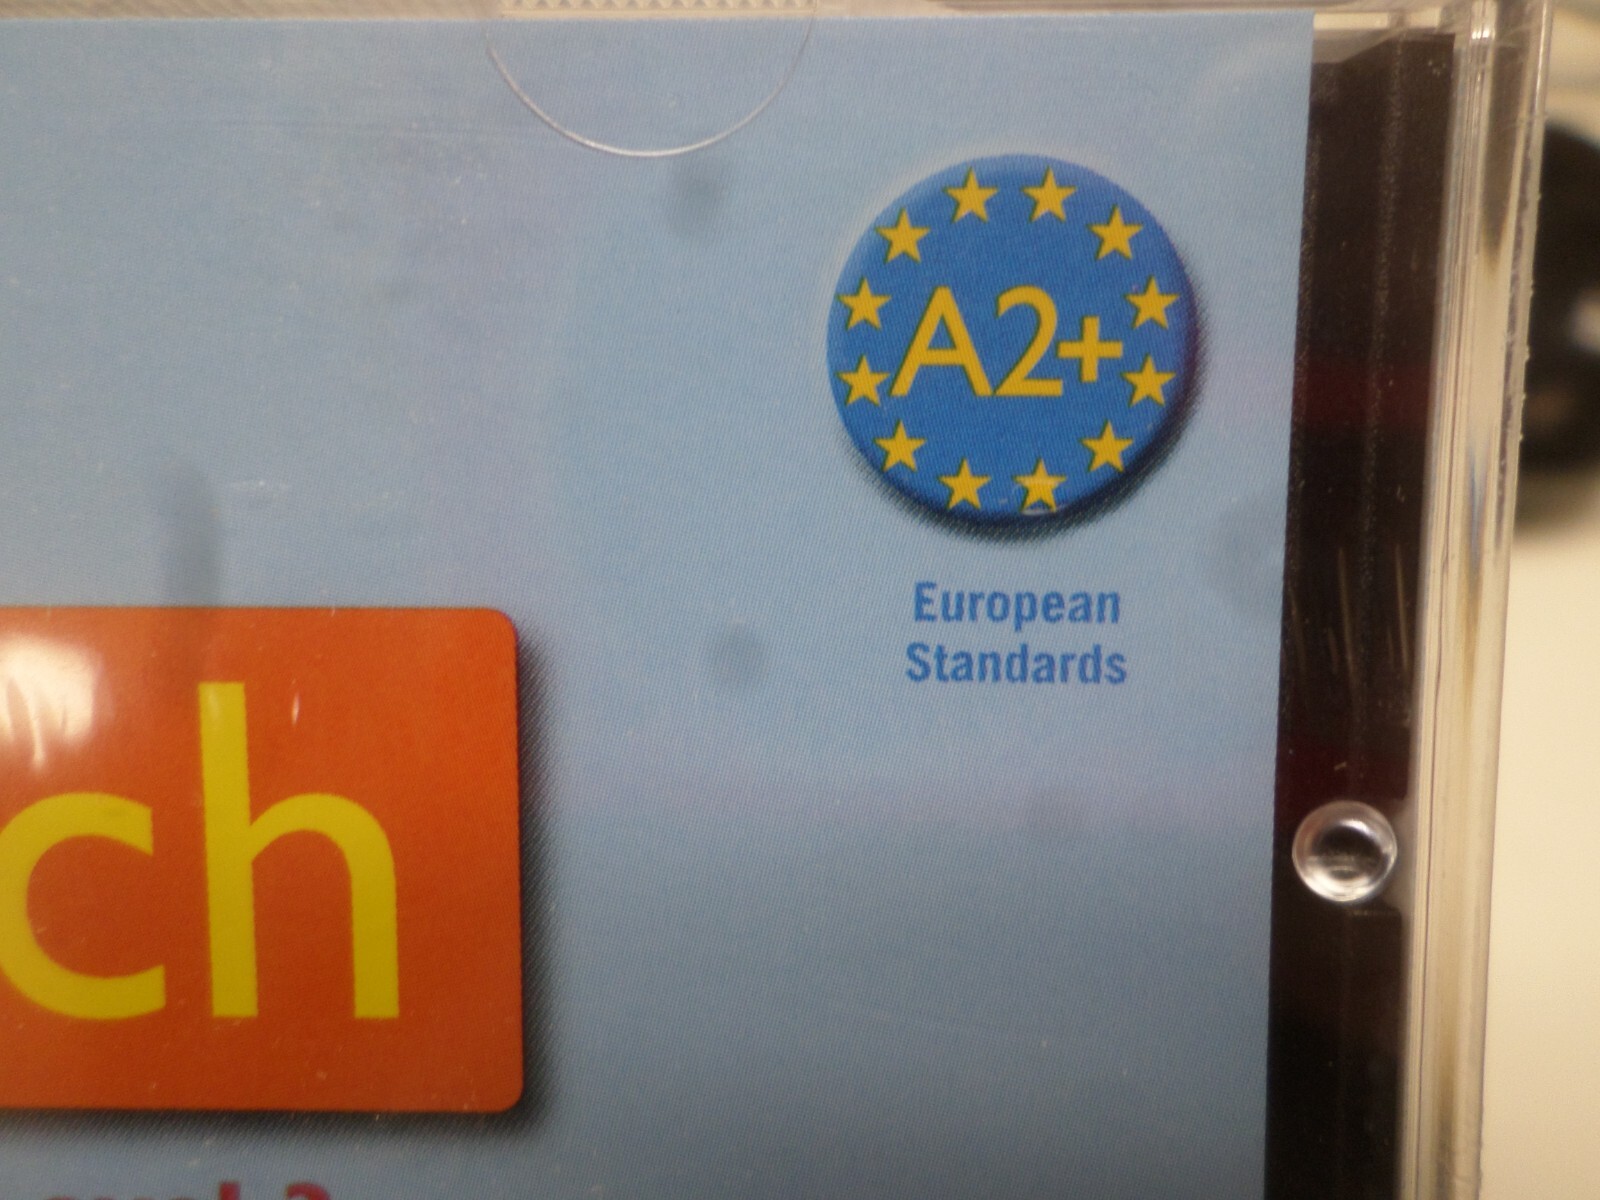 A2+
European
Standards
ch